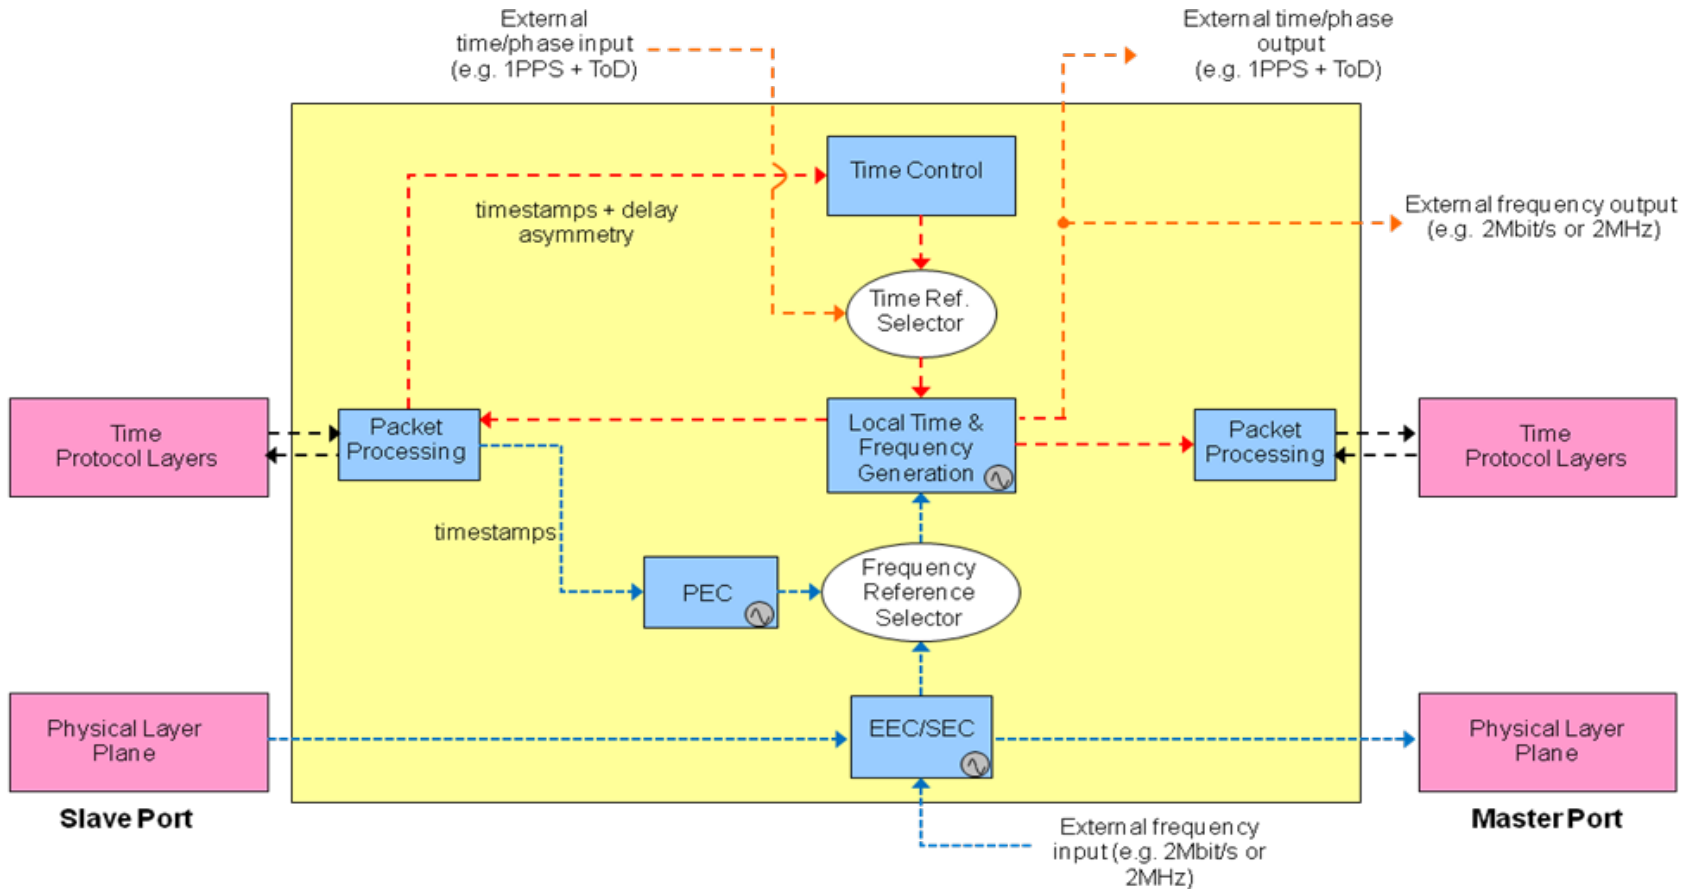 External
time/phase input
(e.g. 1PPS + ToD)
External time/phase
output
(e.g. 1PPS + ToD)
Time Control
timestamps + delay
asymmetry
External frequency output
(e.g. 2Mbit/s or 2MHz)
Time Ref.
Selector
Time
Protocol Layers
Packet
Processing
Local Time &
Frequency
Generation
Packet
Processing
Time
Protocol Layers
timestamps
PEC
Frequency
Reference
Selector
Physical Layer
Plane
EEC/SEC
Physical Layer
Plane
Slave Port
Master Port
External frequency
input (e.g. 2Mbit/s or
2MHz)